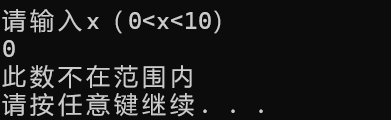 请输入x（0<x<10）
0
此数不在范围内
请按任意键继续. . .